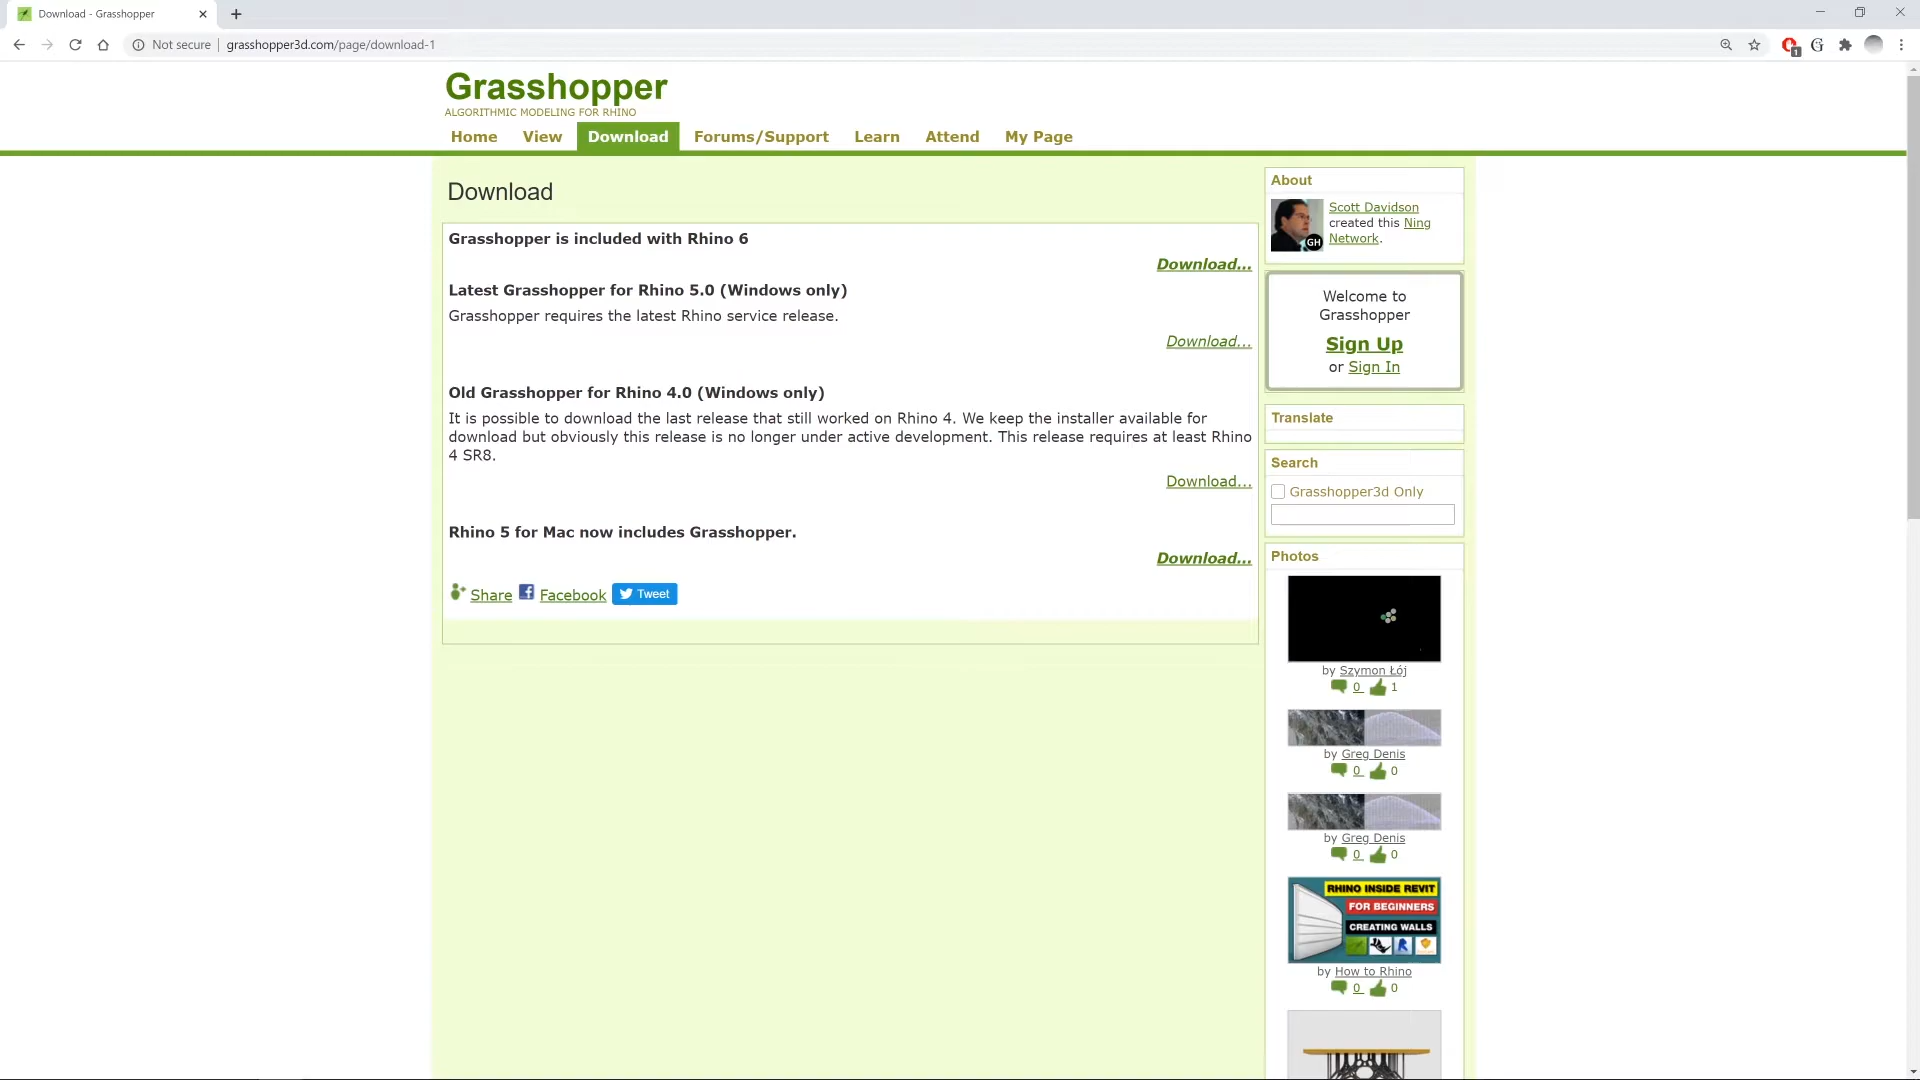 Download - Grasshopper
Not secure | grasshopper3d.com/page/download-1
1
Grasshopper
ALGORITHMIC MODELING FOR RHINO
Home View Download Forums/Support Learn Attend My Page
Download
Grasshopper is included with Rhino 6
Download...
Latest Grasshopper for Rhino 5.0 (Windows only)
Grasshopper requires the latest Rhino service release.
Download...
Old Grasshopper for Rhino 4.0 (Windows only)
It is possible to download the last release that still worked on Rhino 4. We keep the installer available for
download but obviously this release is no longer under active development. This release requires at least Rhino
4 SR8.
Download...
Rhino 5 for Mac now includes Grasshopper.
Download...
Share Facebook Tweet
About
GH
Scott Davidson
created this Ning
Network.
Welcome to
Grasshopper
Sign Up
or Sign In
Translate
Search
Grasshopper3d Only
Photos
by Szymon Łój
0 1
by Greg Denis
0 0
by Greg Denis
0 0
RHINO INSIDE REVIT
FOR BEGINNERS
CREATING WALLS
by How to Rhino
0 0